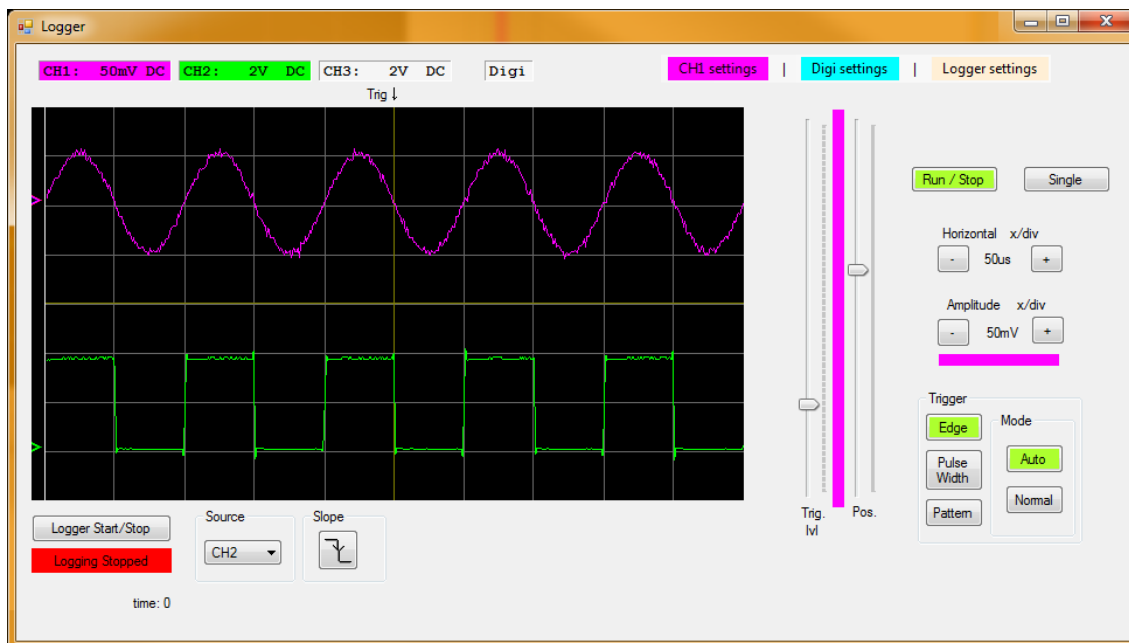 Logger
CH1: 50mV DC CH2: 2V DC CH3: 2V DC Digi CH1 settings | Digi settings | Logger settings
Trig ↓
Run / Stop Single
Horizontal x/div
- 50us +
Amplitude x/div
- 50mV +
Trigger
Edge Mode
Pulse Width Auto
Pattern Normal
Trig. lvl Pos.
Logger Start/Stop Source Slope
Logging Stopped CH2
time: 0